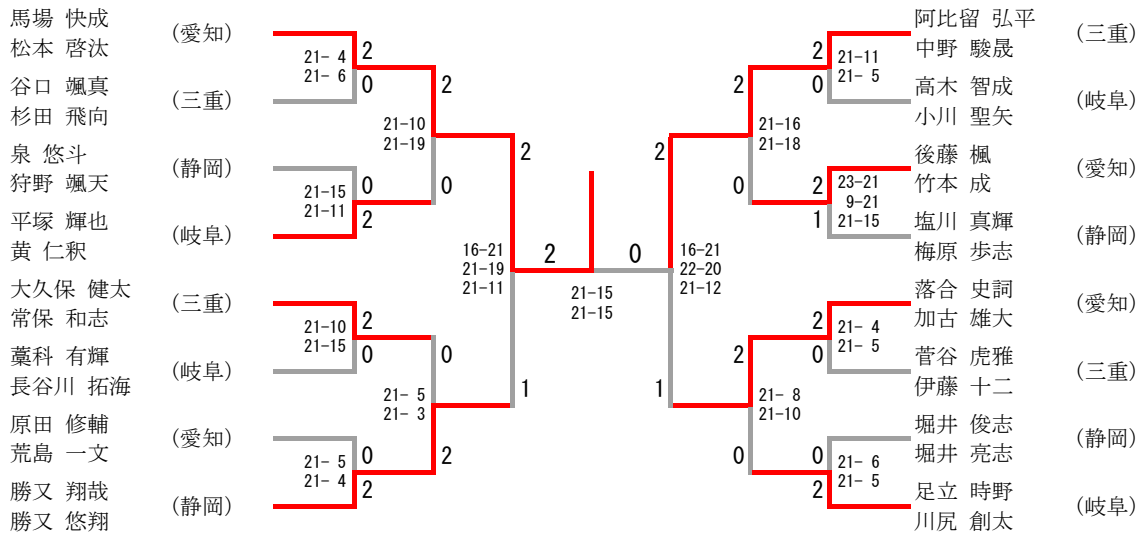 馬場 快成
松本 啓汰
(愛知)
谷口 颯真
杉田 飛向
(三重)
泉 悠斗
狩野 颯天
(静岡)
平塚 輝也
黄 仁釈
(岐阜)
大久保 健太
常保 和志
(三重)
藁科 有輝
長谷川 拓海
(岐阜)
原田 修輔
荒島 一文
(愛知)
勝又 翔哉
勝又 悠翔
(静岡)
21- 4
21- 6
2
0
21-15
21-11
0
2
21-10
21-15
2
0
21- 5
21- 4
0
2
21-10
21-19
2
0
21- 5
21- 3
0
2
16-21
21-19
21-11
2
1
2
0
21-15
21-15
2
1
16-21
22-20
21-12
2
0
21-16
21-18
2
0
21- 8
21-10
2
0
21-11
21- 5
2
1
23-21
9-21
21-15
2
0
21- 4
21- 5
0
2
21- 6
21- 5
阿比留 弘平
中野 駿晟
(三重)
高木 智成
小川 聖矢
(岐阜)
後藤 楓
竹本 成
(愛知)
塩川 真輝
梅原 歩志
(静岡)
落合 史詞
加古 雄大
(愛知)
菅谷 虎雅
伊藤 十二
(三重)
堀井 俊志
堀井 亮志
(静岡)
足立 時野
川尻 創太
(岐阜)